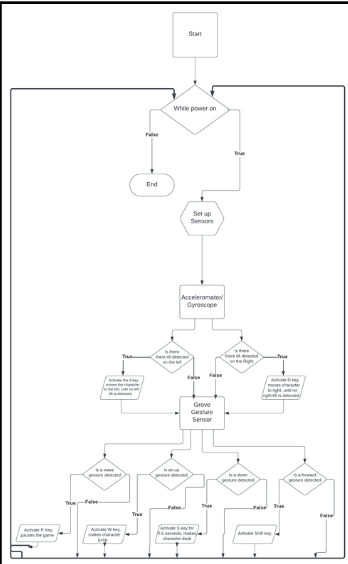 Start
While power on
False
True
End
Set up
Sensors
Acceleromator/
Gyroscope
Is there
there tilt detected
on the left
Is there
there tilt detected
on the Right
True
True
False
False
Activate the A key,
moves the character
to the left, until no left
tilt is detected
Activate D key,
moves character
to right, until no
right tilt is detected
Grove
Gesture
Sensor
Is a wave
gesture detected
Is an up
gesture detected
Is a down
gesture detected
Is a forward
gesture detected
True
False
True
False
True
False
True
False
Activate P Key,
pauses the game
Activate W key,
makes character
jump
Activate S key for
0.5 seconds, makes
character duck
Activate Shift key,